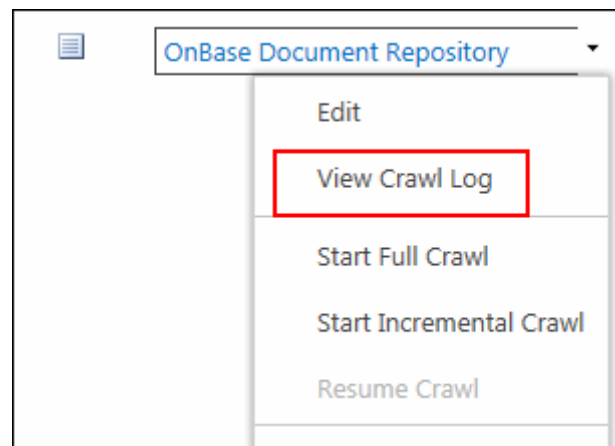 OnBase Document Repository
Edit
View Crawl Log
Start Full Crawl
Start Incremental Crawl
Resume Crawl